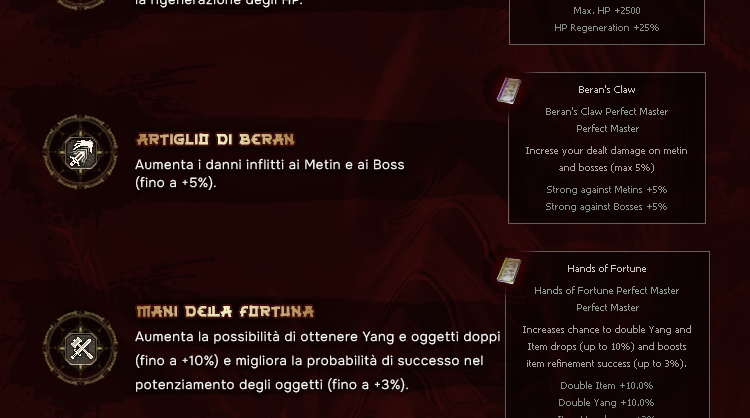 la rigenerazione degli HP.
Max. HP +2500
HP Regeneration +25%
ARTIGLIO DI BERAN
Aumenta i danni inflitti ai Metin e ai Boss
(fino a +5%).
Beran's Claw
Beran's Claw Perfect Master
Perfect Master
Increse your dealt damage on metin
and bosses (max 5%)
Strong against Metins +5%
Strong against Bosses +5%
MANI DELLA FORTUNA
Aumenta la possibilità di ottenere Yang e oggetti doppi
(fino a +10%) e migliora la probabilità di successo nel
potenziamento degli oggetti (fino a +3%).
Hands of Fortune
Hands of Fortune Perfect Master
Perfect Master
Increases chance to double Yang and
Item drops (up to 10%) and boosts
item refinement success (up to 3%).
Double Item +10.0%
Double Yang +10.0%